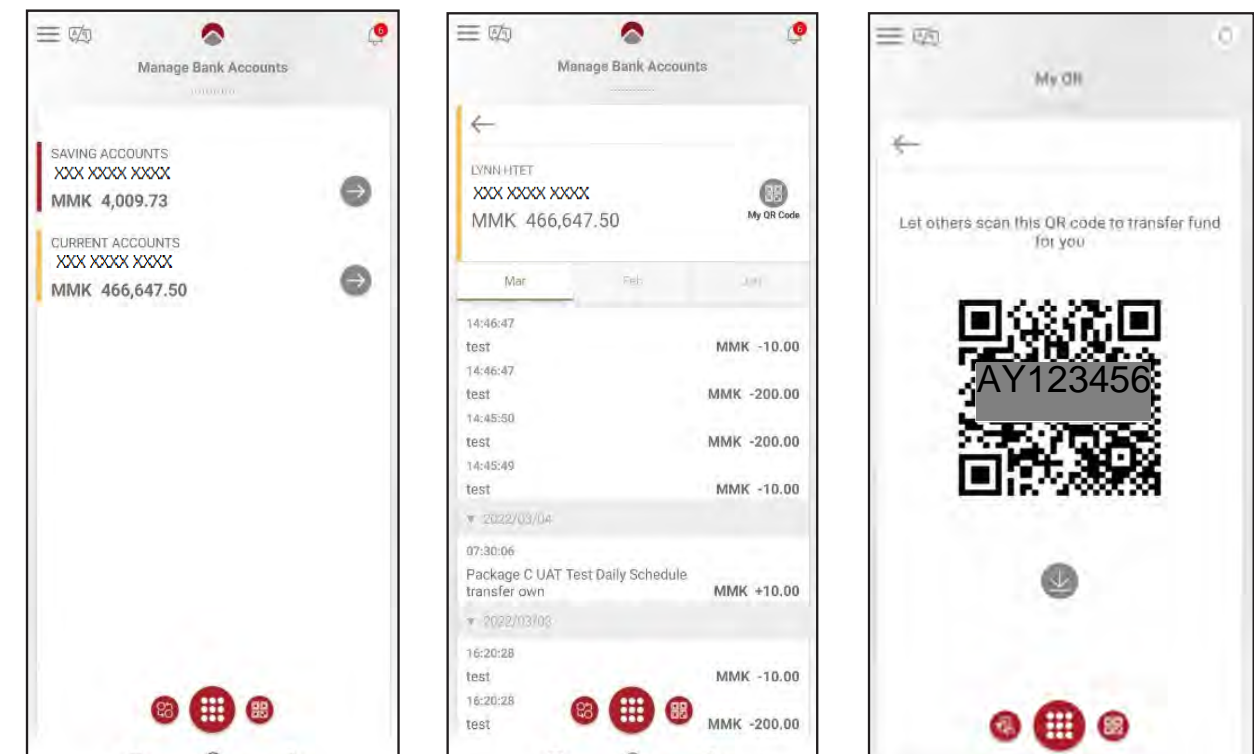 6
Manage Bank Accounts
SAVING ACCOUNTS
XXX XXXX XXXX
MMK 4,009.73
CURRENT ACCOUNTS
XXX XXXX XXXX
MMK 466,647.50
6
Manage Bank Accounts
LYNN HTET
XXX XXXX XXXX
MMK 466,647.50
My QR Code
Mar Feb Jan
14:46:47
test MMK -10.00
14:46:47
test MMK -200.00
14:45:50
test MMK -200.00
14:45:49
test MMK -10.00
▼ 2022/03/04
07:30:06
Package C UAT Test Daily Schedule
transfer own MMK +10.00
▼ 2022/03/03
16:20:28
test MMK -10.00
16:20:28
test MMK -200.00
My QR
Let others scan this QR code to transfer fund
for you
AY123456